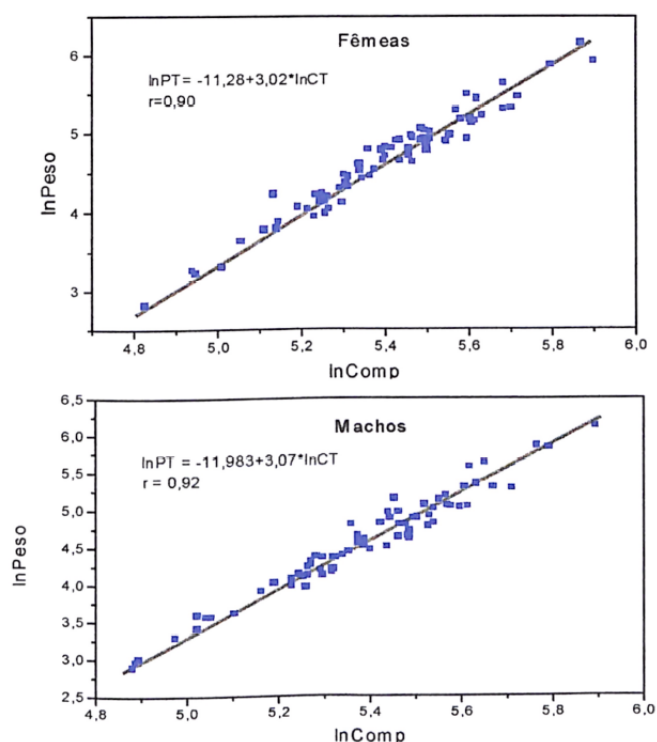 Fêmeas
lnPT= -11,28+3,02*lnCT
r=0,90
lnPeso
6
5
4
3
4,8 5,0 5,2 5,4 5,6 5,8 6,0
lnComp
Machos
lnPT = -11,983+3,07*lnCT
r = 0,92
lnPeso
6,5
6,0
5,5
5,0
4,5
4,0
3,5
3,0
2,5
4,8 5,0 5,2 5,4 5,6 5,8 6,0
lnComp